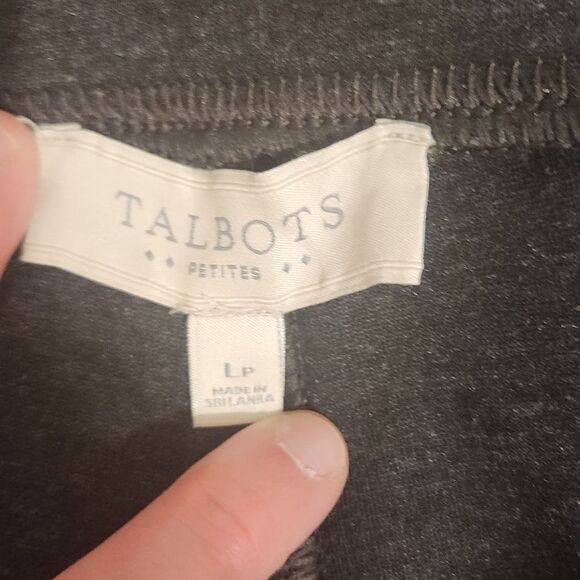 TALBOTS
PETITES
LP
MADE IN
SRI LANKA